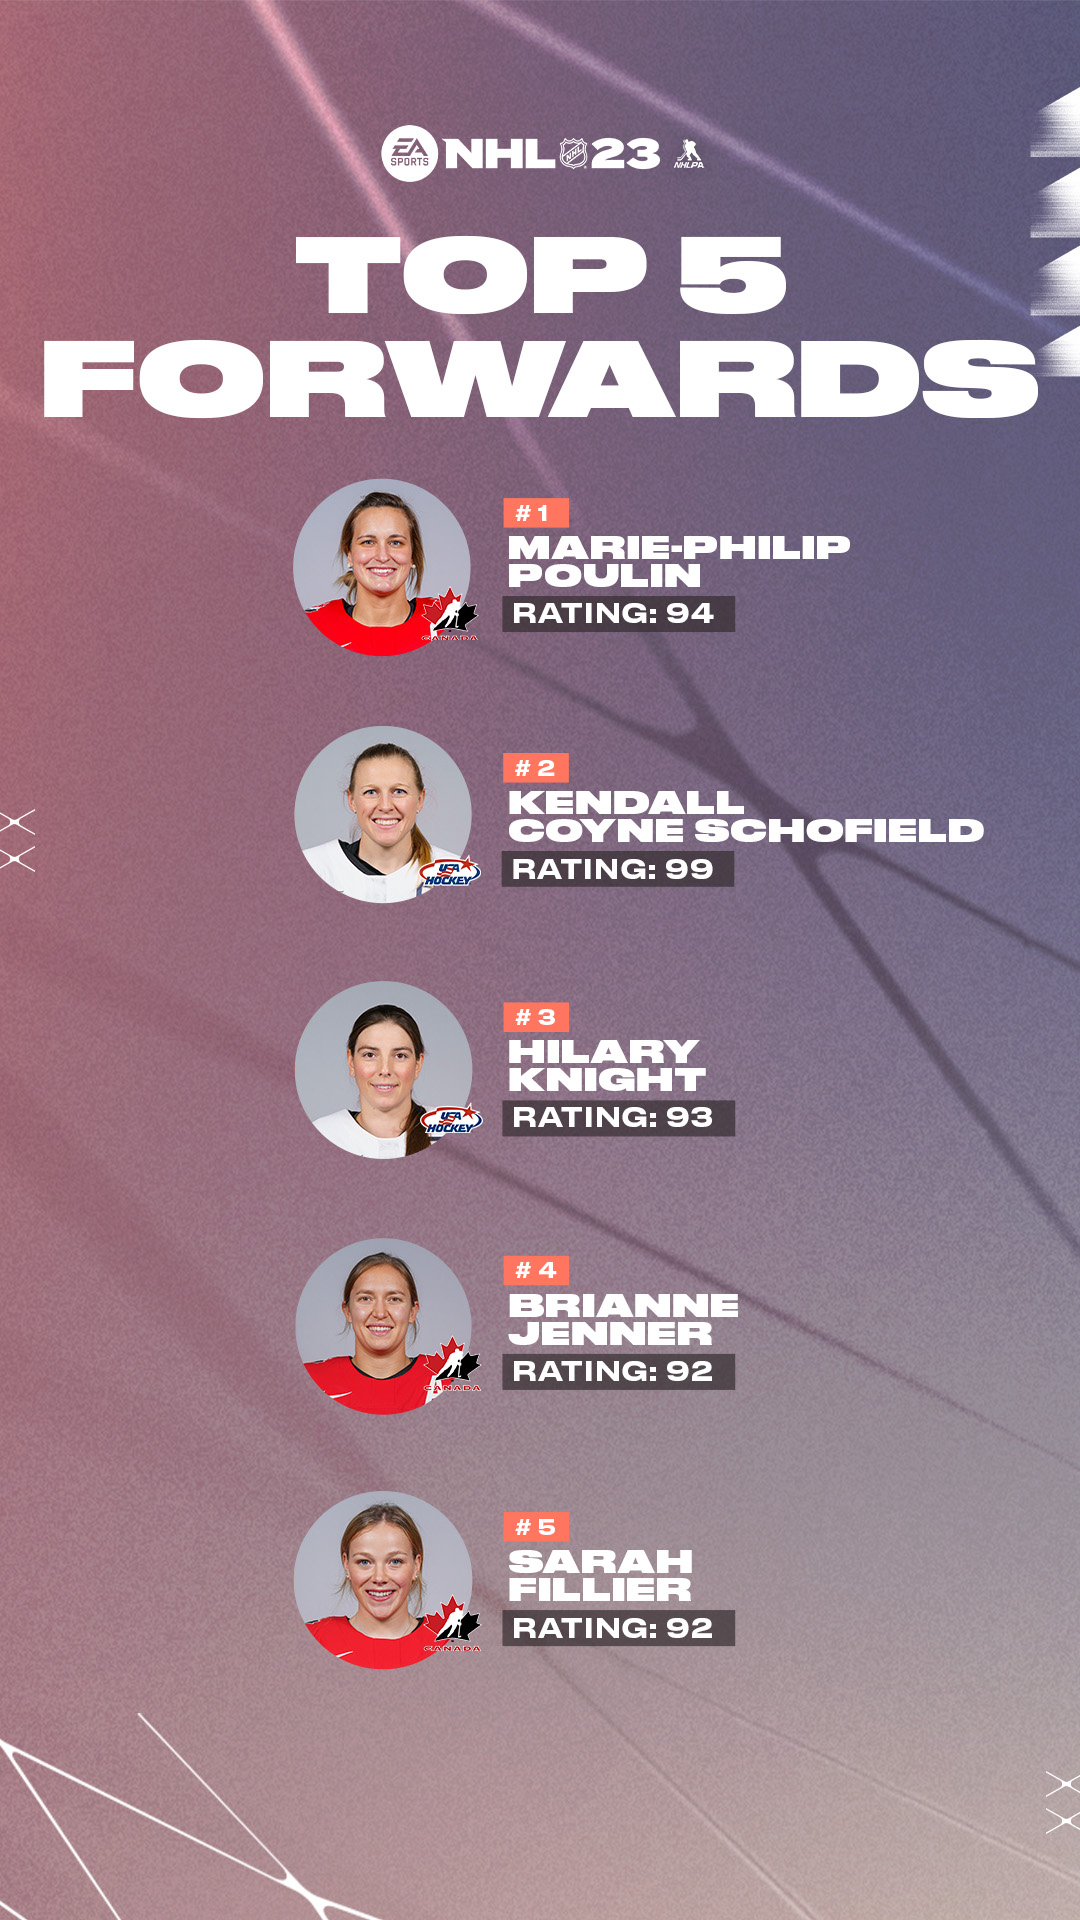 EA SPORTS NHL NHL 23 NHLPA
TOP 5
FORWARDS
# 1
MARIE-PHILIP
POULIN
RATING: 94
CANADA
# 2
KENDALL
COYNE SCHOFIELD
RATING: 99
USA
HOCKEY
# 3
HILARY
KNIGHT
RATING: 93
USA
HOCKEY
# 4
BRIANNE
JENNER
RATING: 92
CANADA
# 5
SARAH
FILLIER
RATING: 92
CANADA